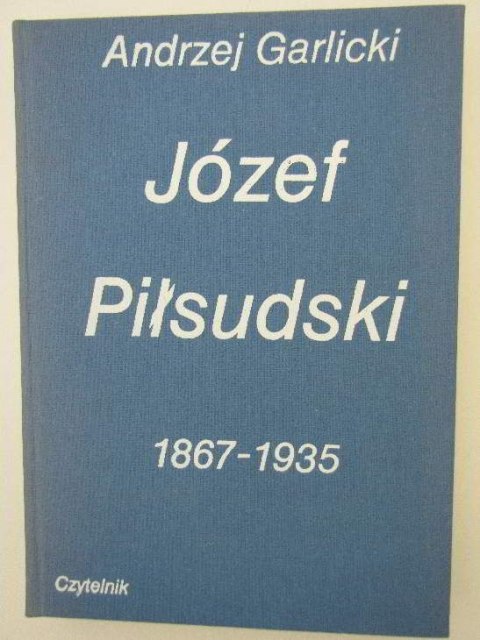 Andrzej Garlicki
Józef
Piłsudski
1867-1935
Czytelnik